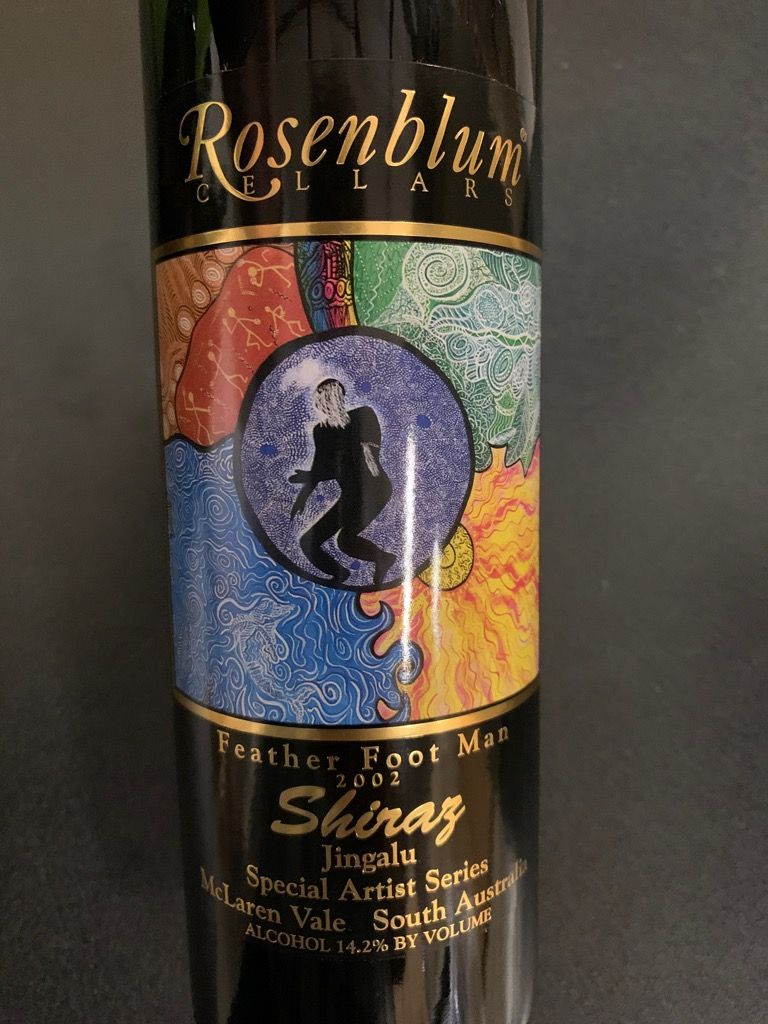 Rosenblum®
CELLARS
Feather Foot Man
2002
Shiraz
Jingalu
Special Artist Series
McLaren Vale South Australia
ALCOHOL 14.2% BY VOLUME